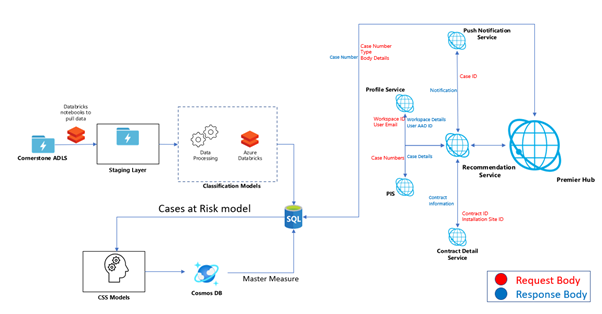 Push Notification
Service
Case Number
Case Number
Type
Body Details
Case ID
Notification
Databricks
notebooks to
pull data
Profile Service
Workspace ID
User Email
Workspace Details
User AAD ID
Cornerstone ADLS
Staging Layer
Data
Processing
Azure
Databricks
Classification Models
Case Numbers
Case Details
Recommendation
Service
Premier Hub
PIS
Contract
Information
Contract ID
Installation Site ID
Contract Detail
Service
Cases at Risk model
SQL
CSS Models
Cosmos DB
Master Measure
Request Body
Response Body